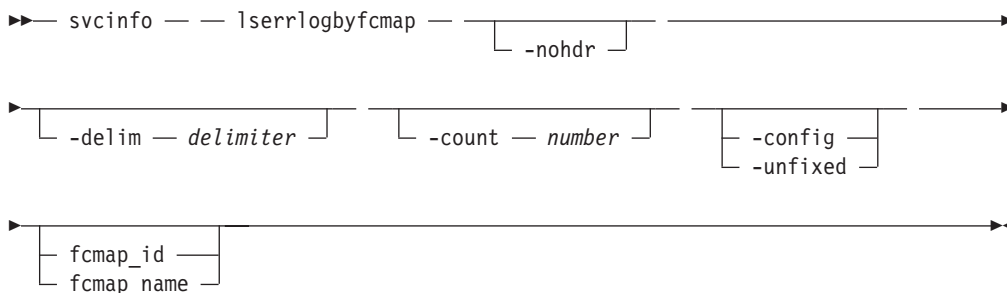 svcinfo lserrlogbyfcmap
-nohdr
-delim delimiter -count number -config
-unfixed
fcmap_id
fcmap_name